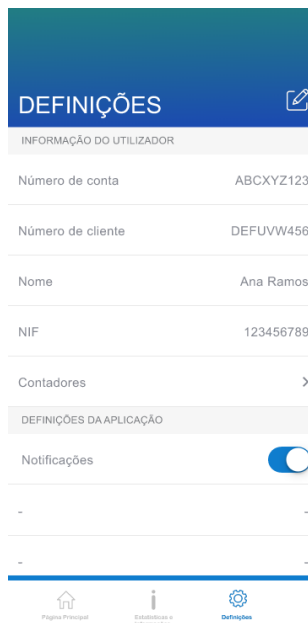 DEFINIÇÕES
INFORMAÇÃO DO UTILIZADOR
Número de conta ABCXYZ123
Número de cliente DEFUVW456
Nome Ana Ramos
NIF 123456789
Contadores
DEFINIÇÕES DA APLICAÇÃO
Notificações
- -
- -
Página Principal
Estatísticas e
Definições